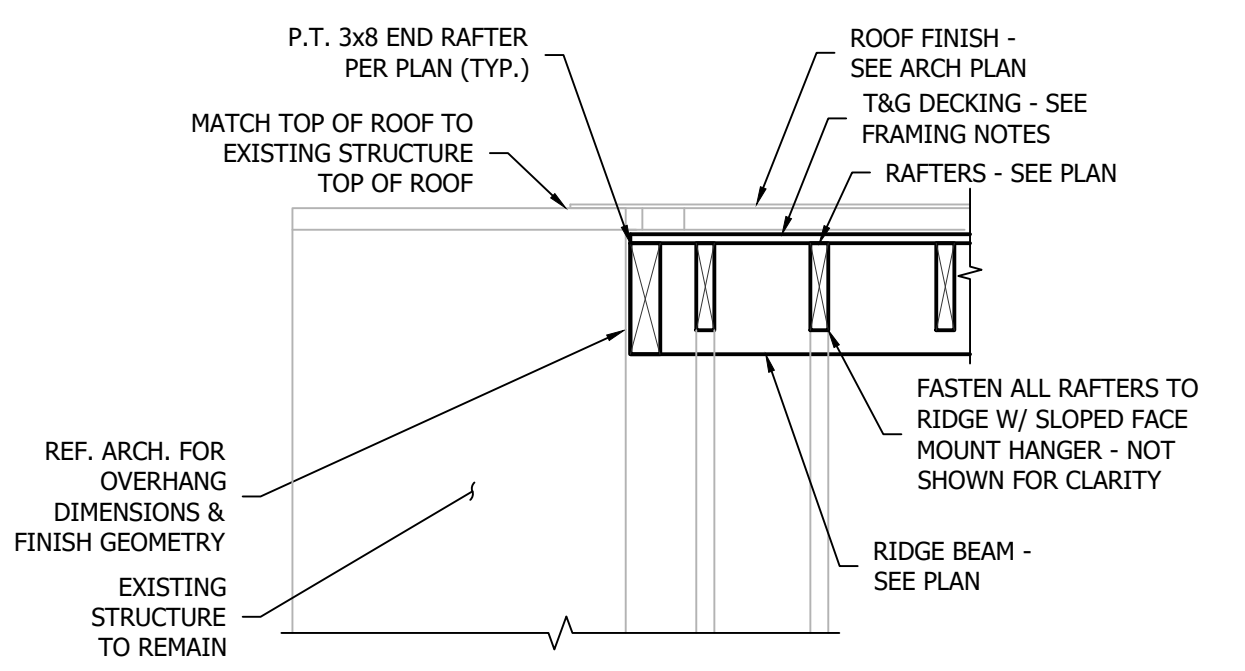 P.T. 3x8 END RAFTER
PER PLAN (TYP.)
MATCH TOP OF ROOF TO
EXISTING STRUCTURE
TOP OF ROOF
ROOF FINISH -
SEE ARCH PLAN
T&G DECKING - SEE
FRAMING NOTES
RAFTERS - SEE PLAN
REF. ARCH. FOR
OVERHANG
DIMENSIONS &
FINISH GEOMETRY
EXISTING
STRUCTURE
TO REMAIN
FASTEN ALL RAFTERS TO
RIDGE W/ SLOPED FACE
MOUNT HANGER - NOT
SHOWN FOR CLARITY
RIDGE BEAM -
SEE PLAN